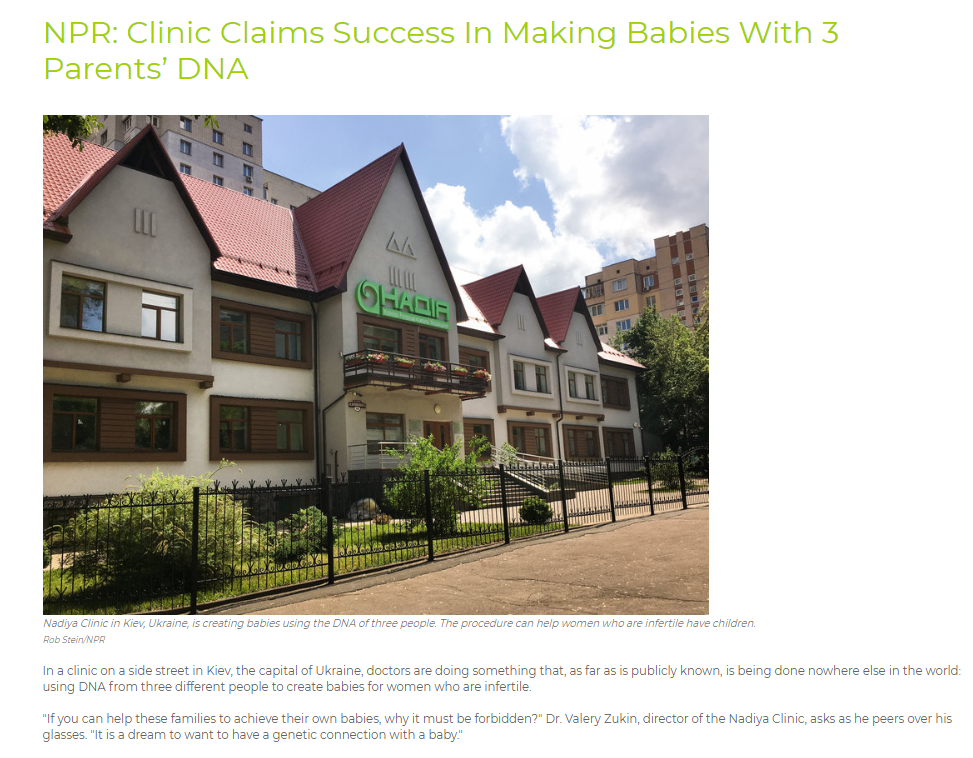 NPR: Clinic Claims Success In Making Babies With 3
Parents’ DNA
НАДІЯ
Nadiya Clinic in Kiev, Ukraine, is creating babies using the DNA of three people. The procedure can help women who are infertile have children.
Rob Stein/NPR
In a clinic on a side street in Kiev, the capital of Ukraine, doctors are doing something that, as far as is publicly known, is being done nowhere else in the world:
using DNA from three different people to create babies for women who are infertile.
"If you can help these families to achieve their own babies, why it must be forbidden?" Dr. Valery Zukin, director of the Nadiya Clinic, asks as he peers over his
glasses. "It is a dream to want to have a genetic connection with a baby."